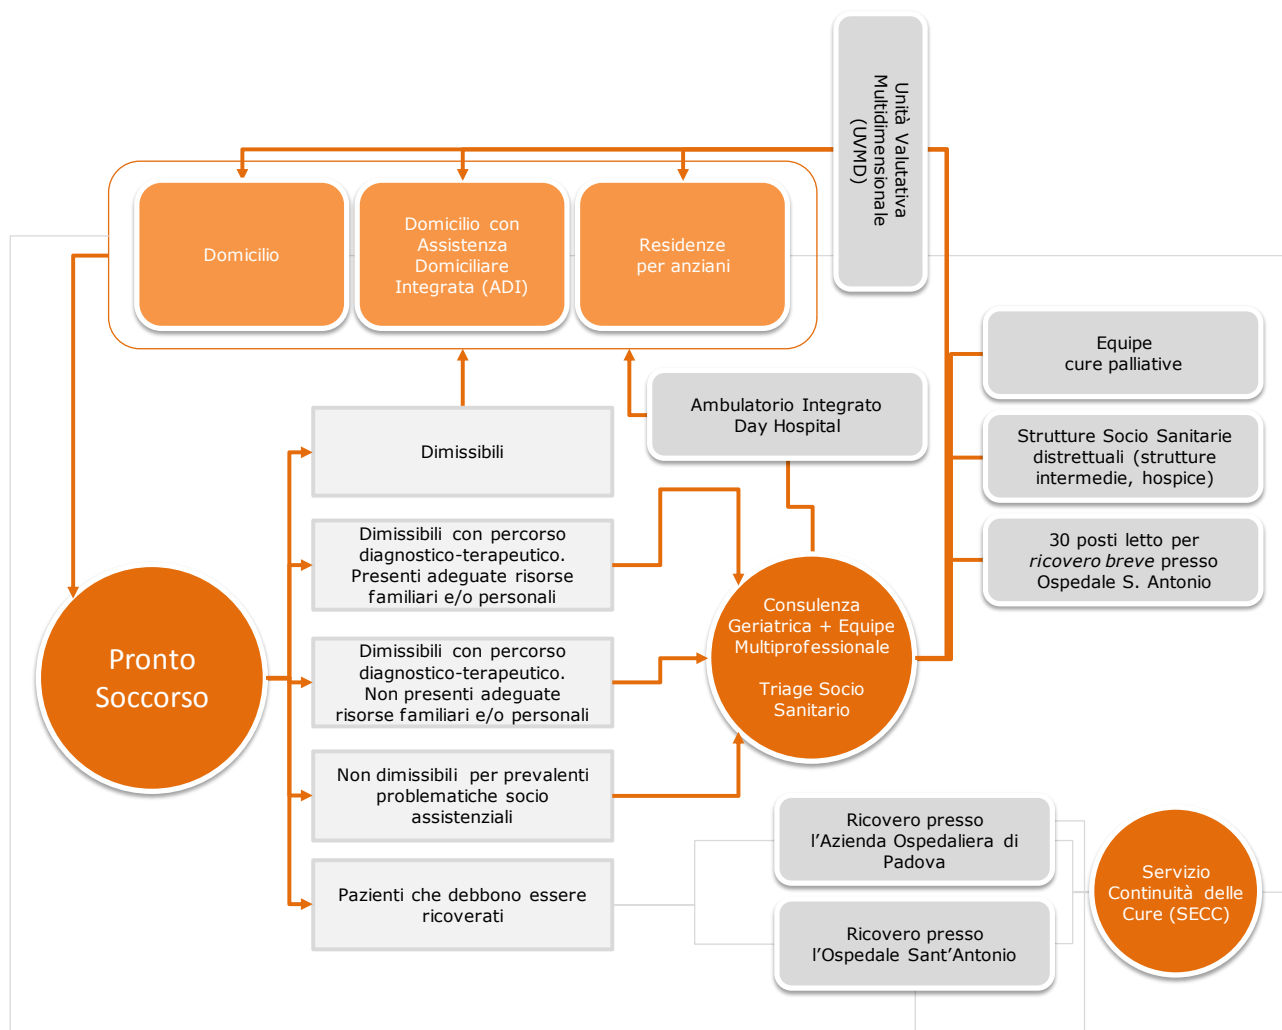 Unità Valutativa
Multidimensionale
(UVMD)
Domicilio
Domicilio con
Assistenza
Domiciliare
Integrata (ADI)
Residenze
per anziani
Equipe
cure palliative
Ambulatorio Integrato
Day Hospital
Strutture Socio Sanitarie
distrettuali (strutture
intermedie, hospice)
30 posti letto per
ricovero breve presso
Ospedale S. Antonio
Dimissibili
Dimissibili con percorso
diagnostico-terapeutico.
Presenti adeguate risorse
familiari e/o personali
Pronto
Soccorso
Dimissibili con percorso
diagnostico-terapeutico.
Non presenti adeguate
risorse familiari e/o personali
Consulenza
Geriatrica + Equipe
Multiprofessionale
Triage Socio
Sanitario
Non dimissibili per prevalenti
problematiche socio
assistenziali
Pazienti che debbono essere
ricoverati
Ricovero presso
l’Azienda Ospedaliera di
Padova
Ricovero presso
l’Ospedale Sant’Antonio
Servizio
Continuità delle
Cure (SECC)